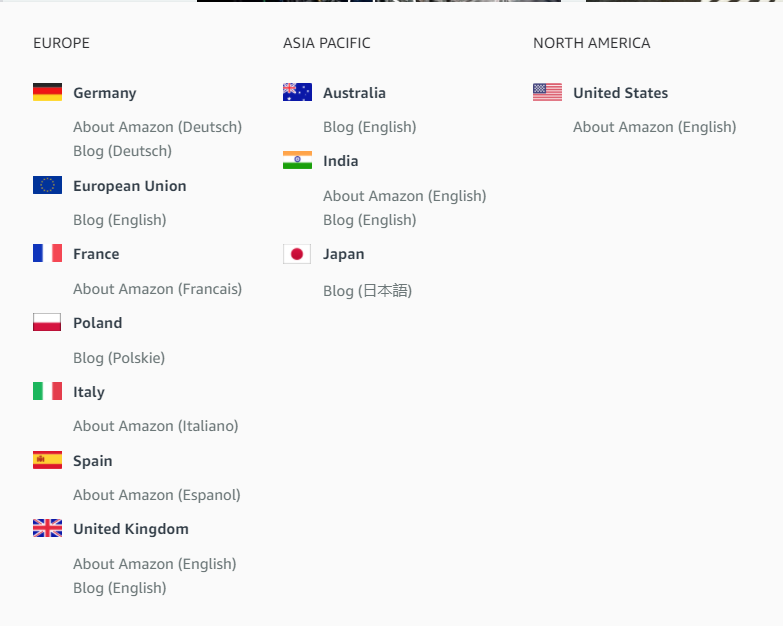 EUROPE
Germany
About Amazon (Deutsch)
Blog (Deutsch)
European Union
Blog (English)
France
About Amazon (Francais)
Poland
Blog (Polskie)
Italy
About Amazon (Italiano)
Spain
About Amazon (Espanol)
United Kingdom
About Amazon (English)
Blog (English)
ASIA PACIFIC
Australia
Blog (English)
India
About Amazon (English)
Blog (English)
Japan
Blog (日本語)
NORTH AMERICA
United States
About Amazon (English)